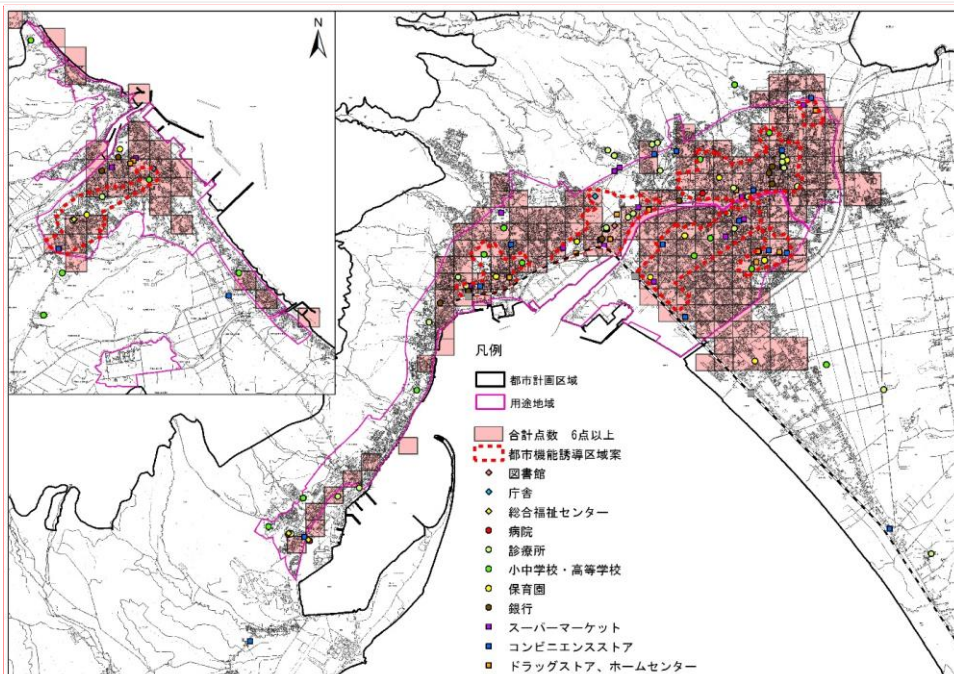 N
凡例
都市計画区域
用途地域
合計点数 6点以上
都市機能誘導区域案
図書館
庁舎
総合福祉センター
病院
診療所
小中学校・高等学校
保育園
銀行
スーパーマーケット
コンビニエンスストア
ドラッグストア、ホームセンター